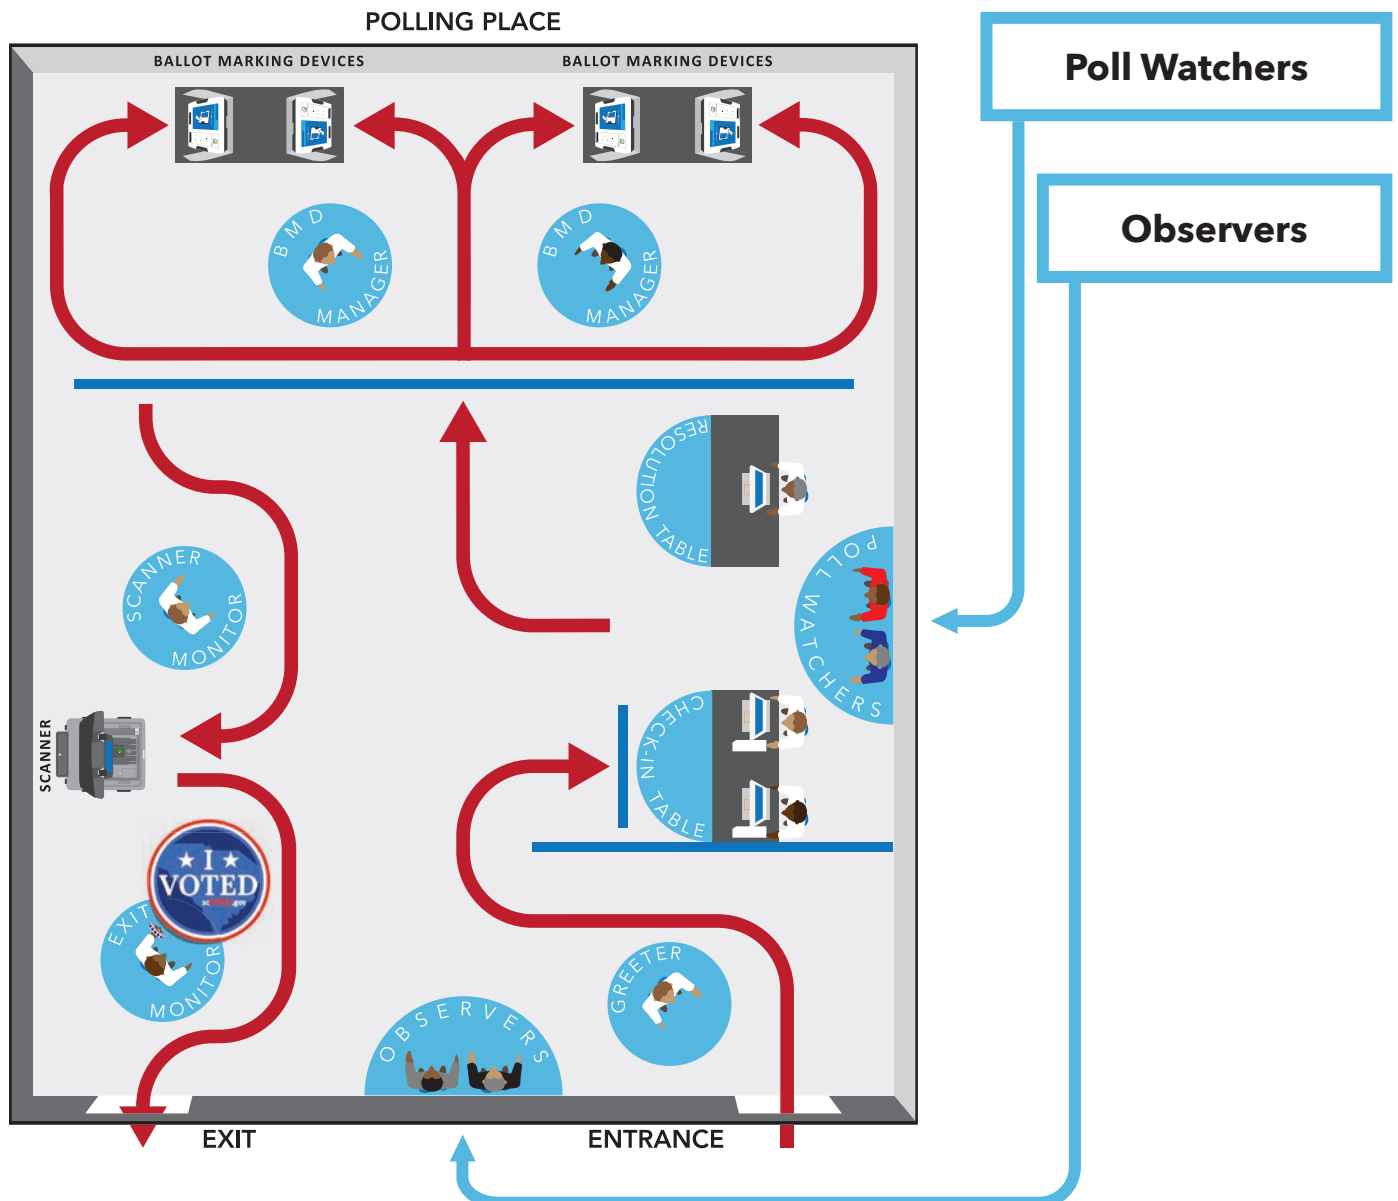 POLLING PLACE
Poll Watchers
Observers
BALLOT MARKING DEVICES
BALLOT MARKING DEVICES
BMD
MANAGER
BMD
MANAGER
RESOLUTION TABLE
POLL WATCHERS
SCANNER
MONITOR
CHECK-IN TABLE
SCANNER
I
VOTED
EXIT
MONITOR
GREETER
OBSERVERS
EXIT
ENTRANCE